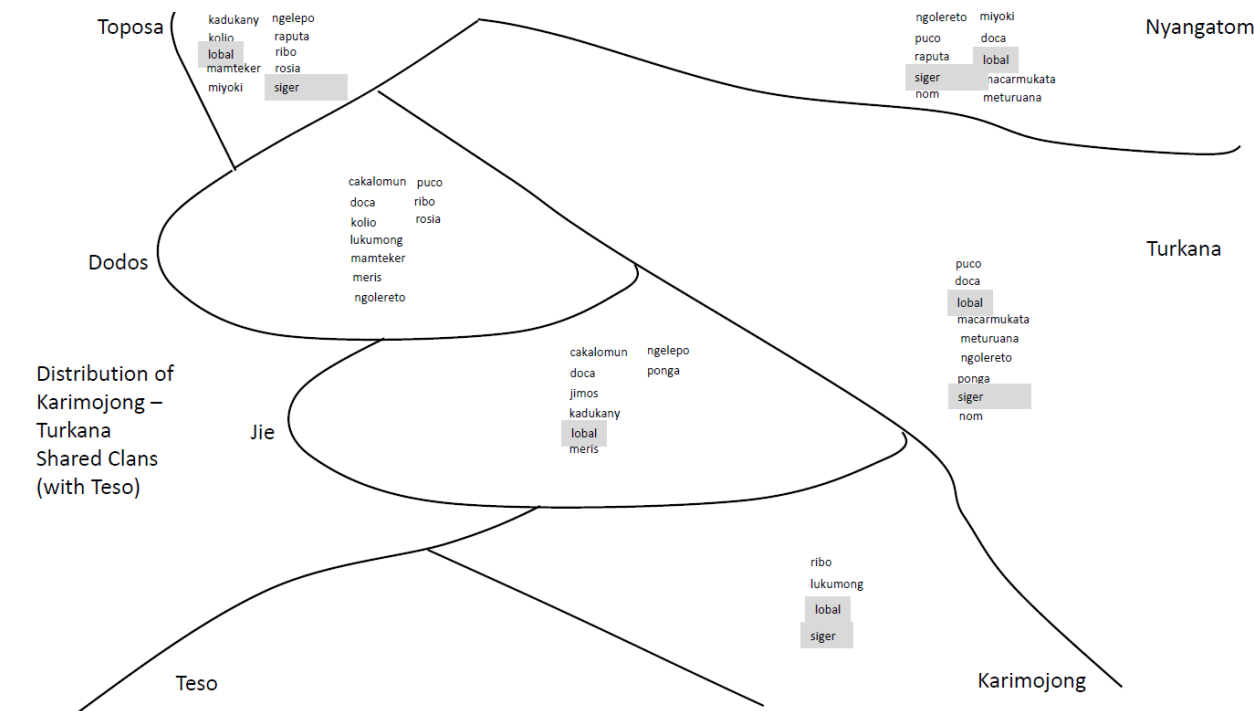 Toposa
kadukany
kolio
lobal
mamteker
miyoki
ngelepo
raputa
ribo
rosia
siger
ngolereto
puco
raputa
siger
nom
miyoki
doca
lobal
macarmukata
meturuana
Nyangatom
Dodos
cakalomun
doca
kolio
lukumong
mamteker
meris
ngolereto
puco
ribo
rosia
Turkana
puco
doca
lobal
macarmukata
meturuana
ngolereto
ponga
siger
nom
Distribution of
Karimojong –
Turkana
Shared Clans
(with Teso)
Jie
cakalomun
doca
jimos
kadukany
lobal
meris
ngelepo
ponga
ribo
lukumong
lobal
siger
Teso
Karimojong